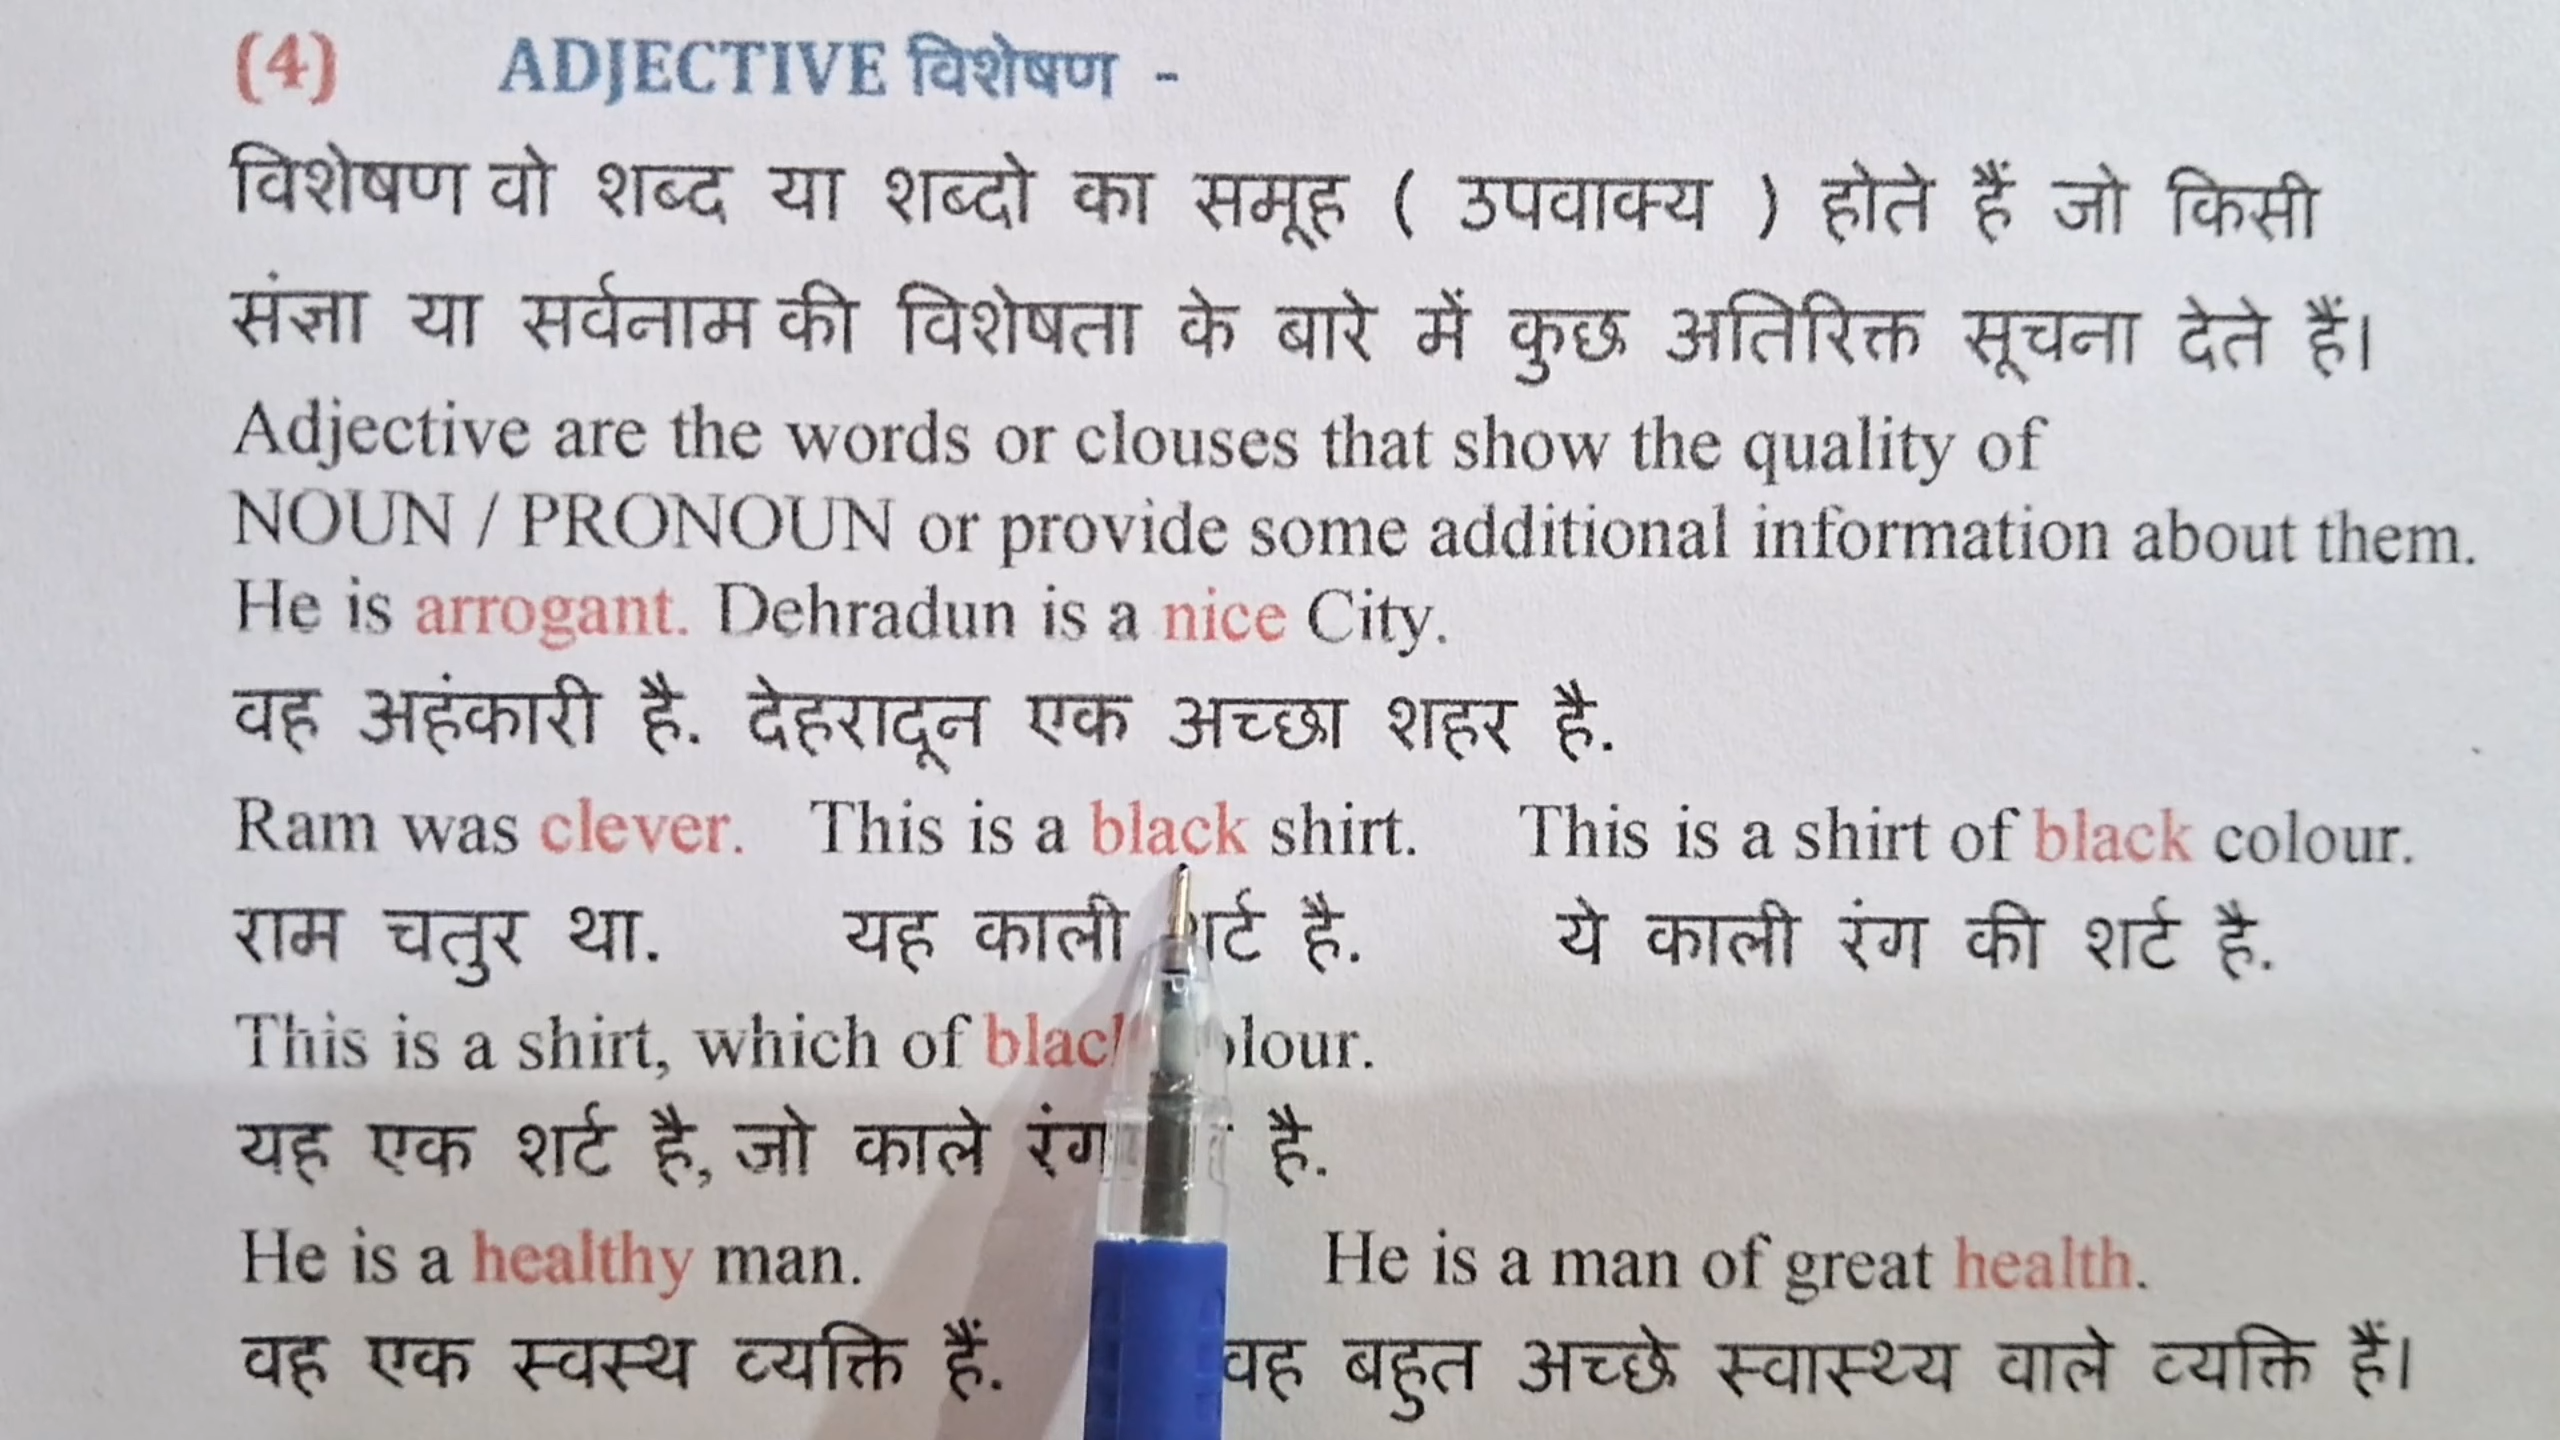 (4) ADJECTIVE विशेषण -
विशेषण वो शब्द या शब्दो का समूह ( उपवाक्य ) होते हैं जो किसी
संज्ञा या सर्वनाम की विशेषता के बारे में कुछ अतिरिक्त सूचना देते हैं।
Adjective are the words or clouses that show the quality of
NOUN / PRONOUN or provide some additional information about them.
He is arrogant. Dehradun is a nice City.
वह अहंकारी है. देहरादून एक अच्छा शहर है.
Ram was clever. This is a black shirt. This is a shirt of black colour.
राम चतुर था. यह काली है. ये काली रंग की शर्ट है.
This is a shirt, which of
यह एक शर्ट है, जो काले रंग है.
He is a healthy man. He is a man of great health.
वह एक स्वस्थ व्यक्ति हैं. वह बहुत अच्छे स्वास्थ्य वाले व्यक्ति हैं।